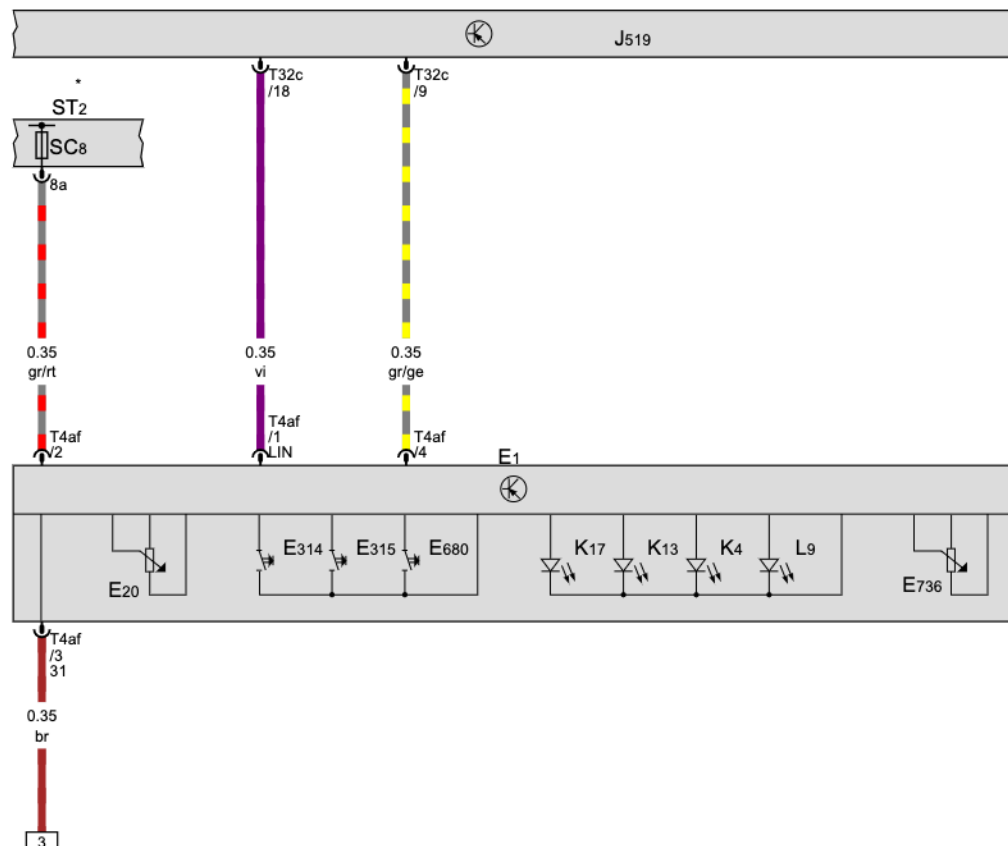 J519
*
ST2
SC8
8a
T32c
/18
T32c
/9
0.35
gr/rt
0.35
vi
0.35
gr/ge
T4af
/2
T4af
/1
LIN
T4af
/4
E1
E20
E314
E315
E680
K17
K13
K4
L9
E736
T4af
/3
31
0.35
br
3